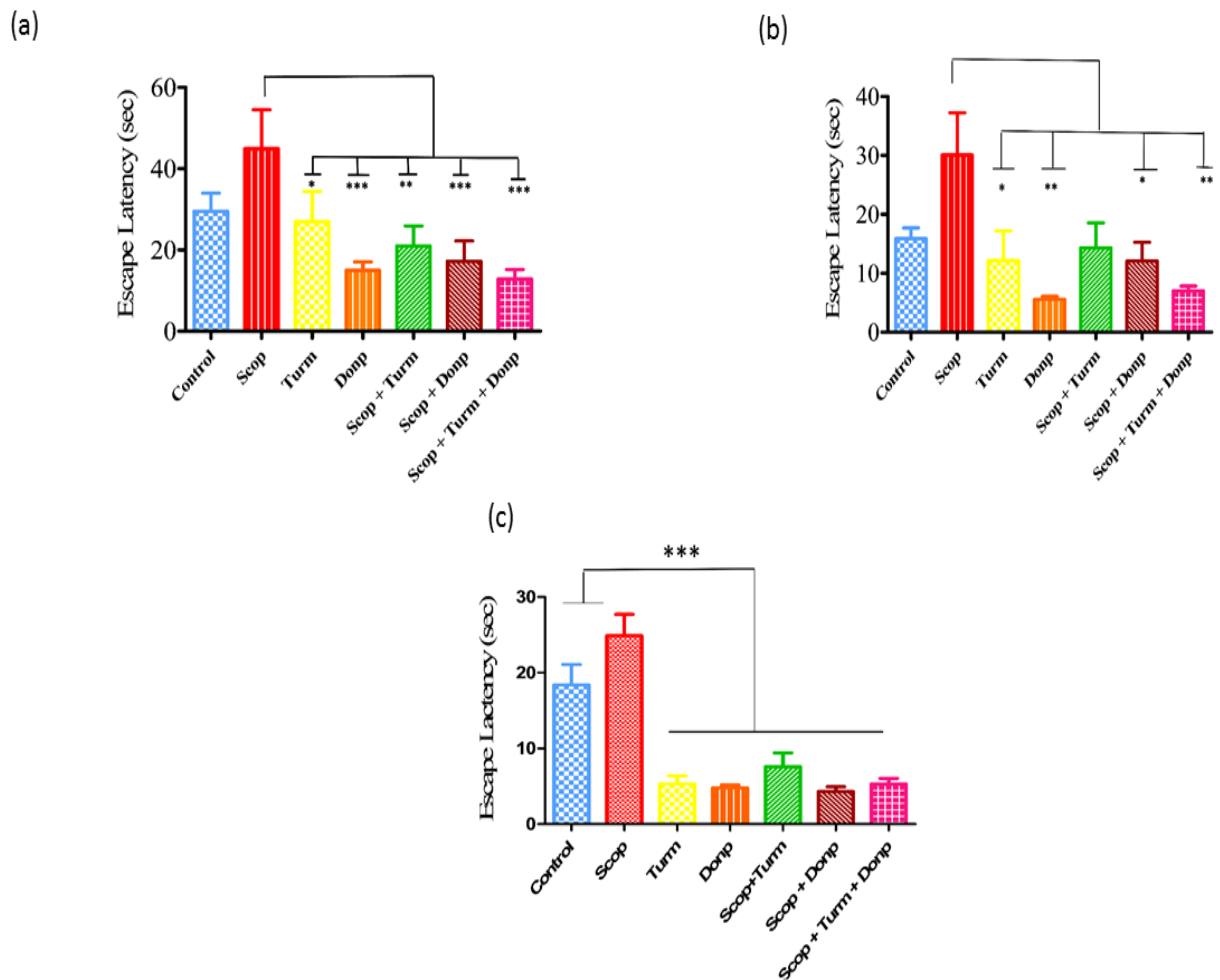 (a)
Escape Latency (sec)
60
40
20
0
*
***
**
***
***
Control
Scop
Turm
Donp
Scop + Turm
Scop + Donp
Scop + Turm + Donp
(b)
Escape Latency (sec)
40
30
20
10
0
*
**
*
**
Control
Scop
Turm
Donp
Scop + Turm
Scop + Donp
Scop + Turm + Donp
(c)
***
Escape Lactency (sec)
30
20
10
0
Control
Scop
Turm
Donp
Scop+Turm
Scop + Donp
Scop + Turm + Donp